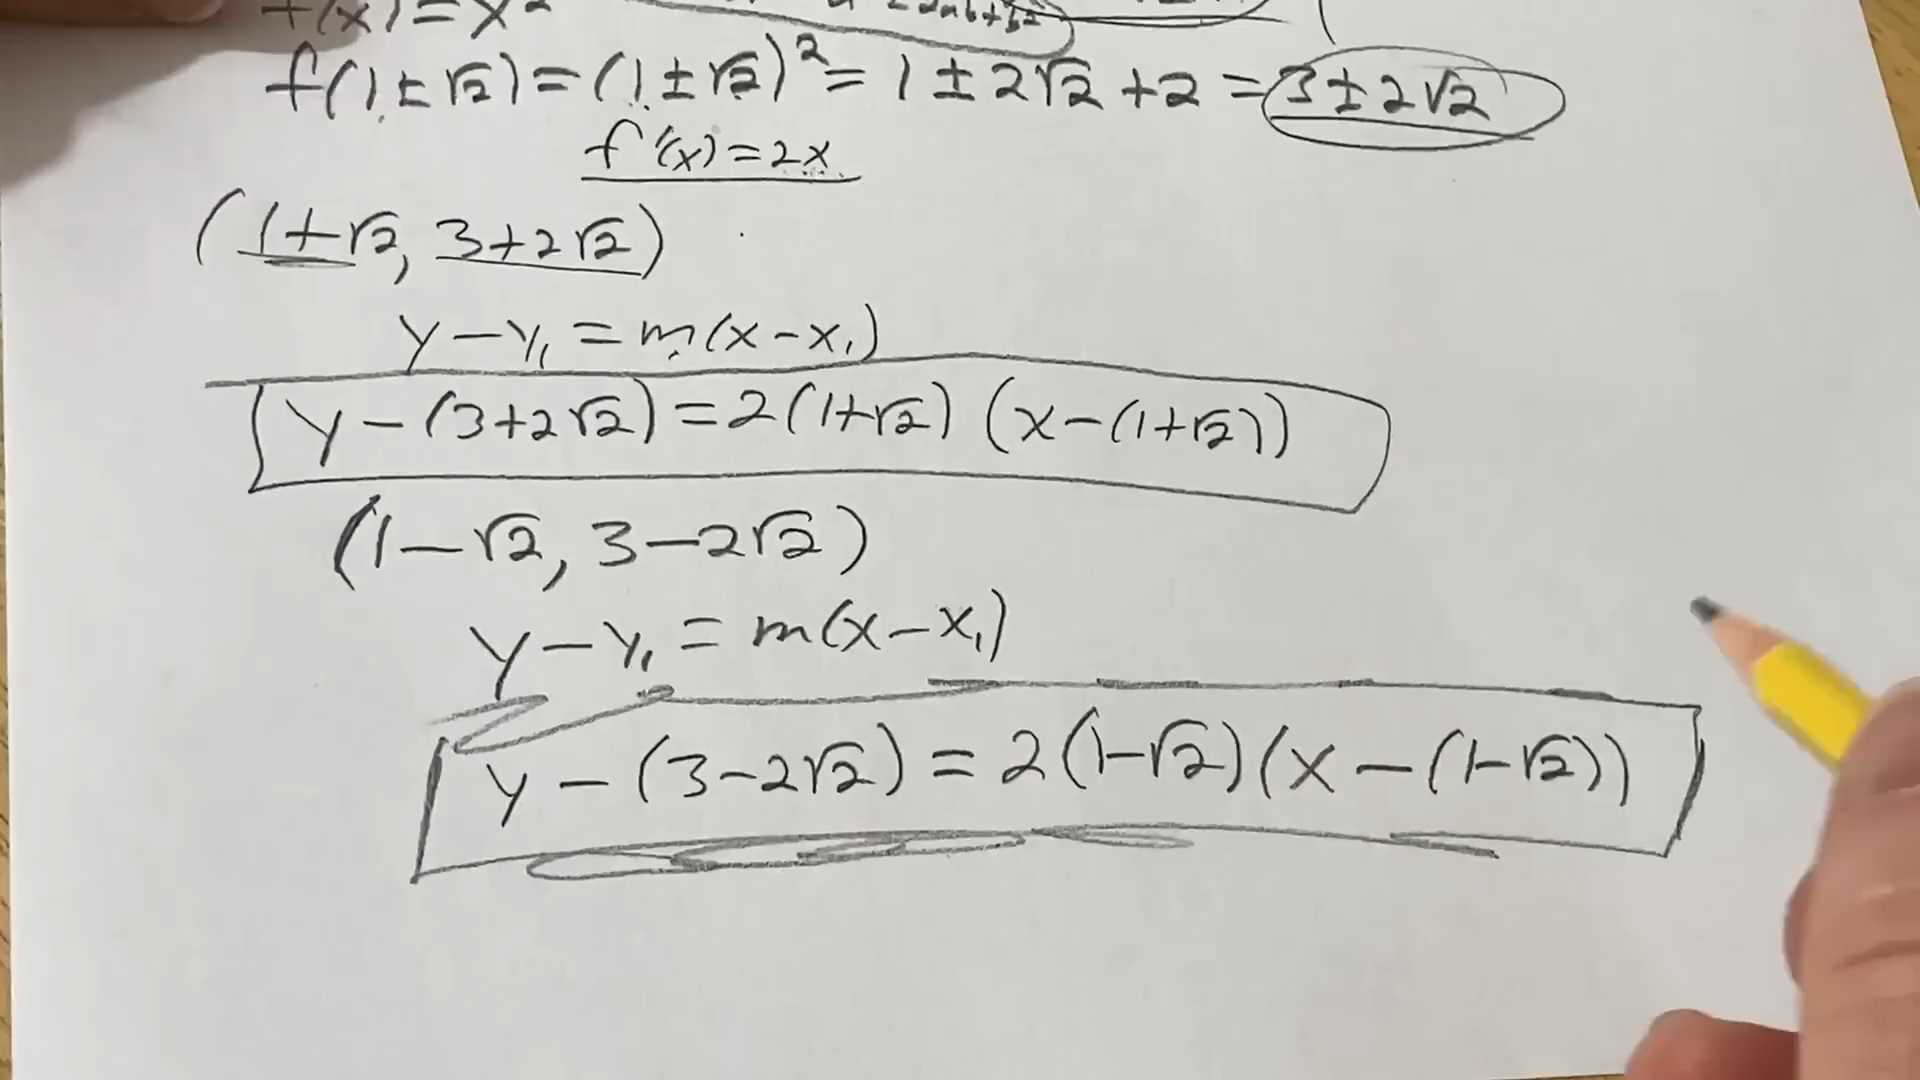 f(x) = x²
f(1 ± √2) = (1 ± √2)² = 1 ± 2√2 + 2 = 3 ± 2√2
f'(x) = 2x
(1+√2, 3+2√2)
y - y₁ = m(x - x₁)
y - (3+2√2) = 2(1+√2) (x - (1+√2))
(1 - √2, 3 - 2√2)
y - y₁ = m(x - x₁)
y - (3 - 2√2) = 2(1-√2)(x - (1-√2))